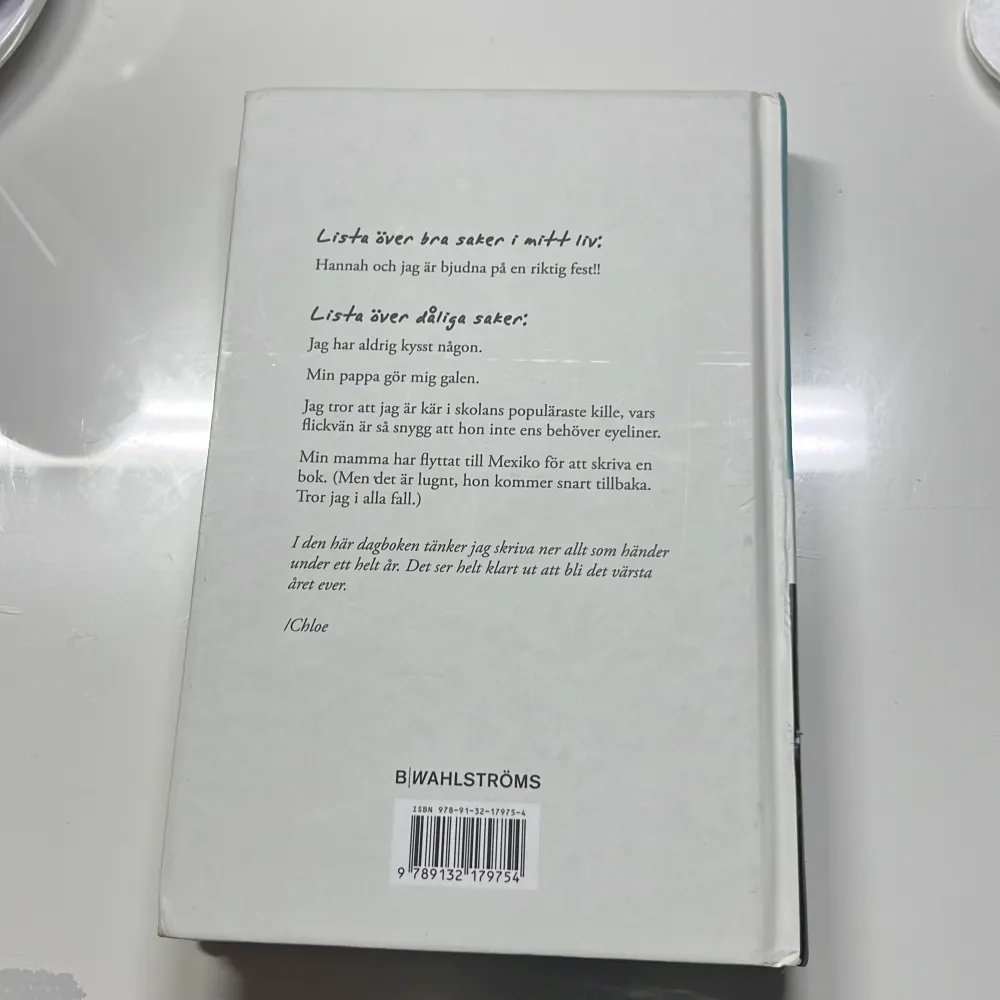 Lista över bra saker i mitt liv:
Hannah och jag är bjudna på en riktig fest!!
Lista över dåliga saker:
Jag har aldrig kysst någon.
Min pappa gör mig galen.
Jag tror att jag är kär i skolans populäraste kille, vars
flickvän är så snygg att hon inte ens behöver eyeliner.
Min mamma har flyttat till Mexiko för att skriva en
bok. (Men det är lugnt, hon kommer snart tillbaka.
Tror jag i alla fall.)
I den här dagboken tänker jag skriva ner allt som händer
under ett helt år. Det ser helt klart ut att bli det värsta
året ever.
/Chloe
B|WAHLSTRÖMS
ISBN 978-91-32-17975-4
9 789132 179754